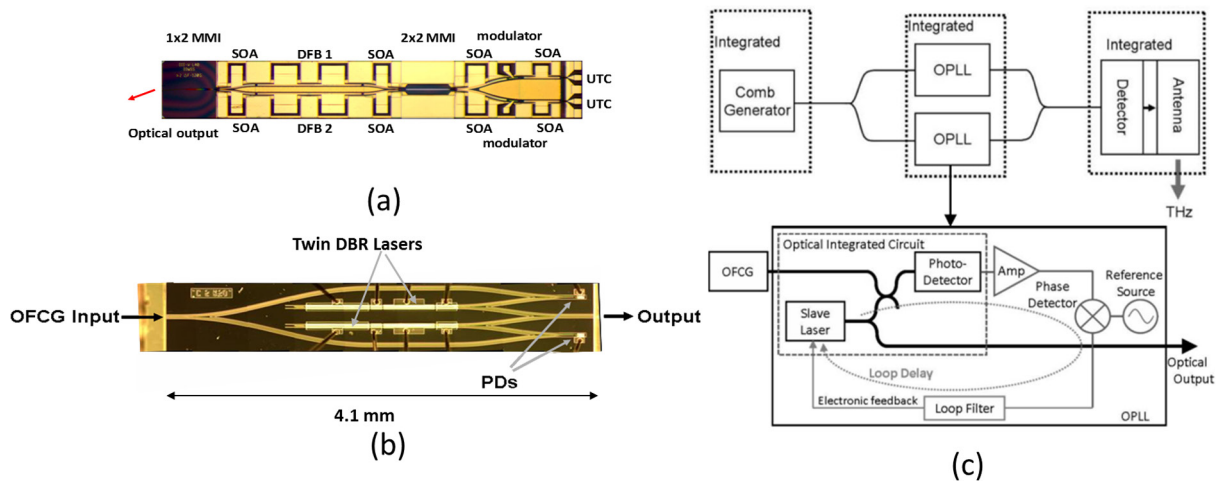 1x2 MMI
2x2 MMI
modulator
SOA
DFB 1
SOA
SOA
SOA
UTC
UTC
Optical output
SOA
DFB 2
SOA
SOA
SOA
modulator
(a)
Twin DBR Lasers
OFCG Input
Output
PDs
4.1 mm
(b)
Integrated
Integrated
Integrated
Comb
Generator
OPLL
OPLL
Detector
Antenna
THz
Optical Integrated Circuit
OFCG
Photo-
Detector
Amp
Phase
Detector
Reference
Source
Slave
Laser
Loop Delay
Optical
Output
Electronic feedback
Loop Filter
OPLL
(c)